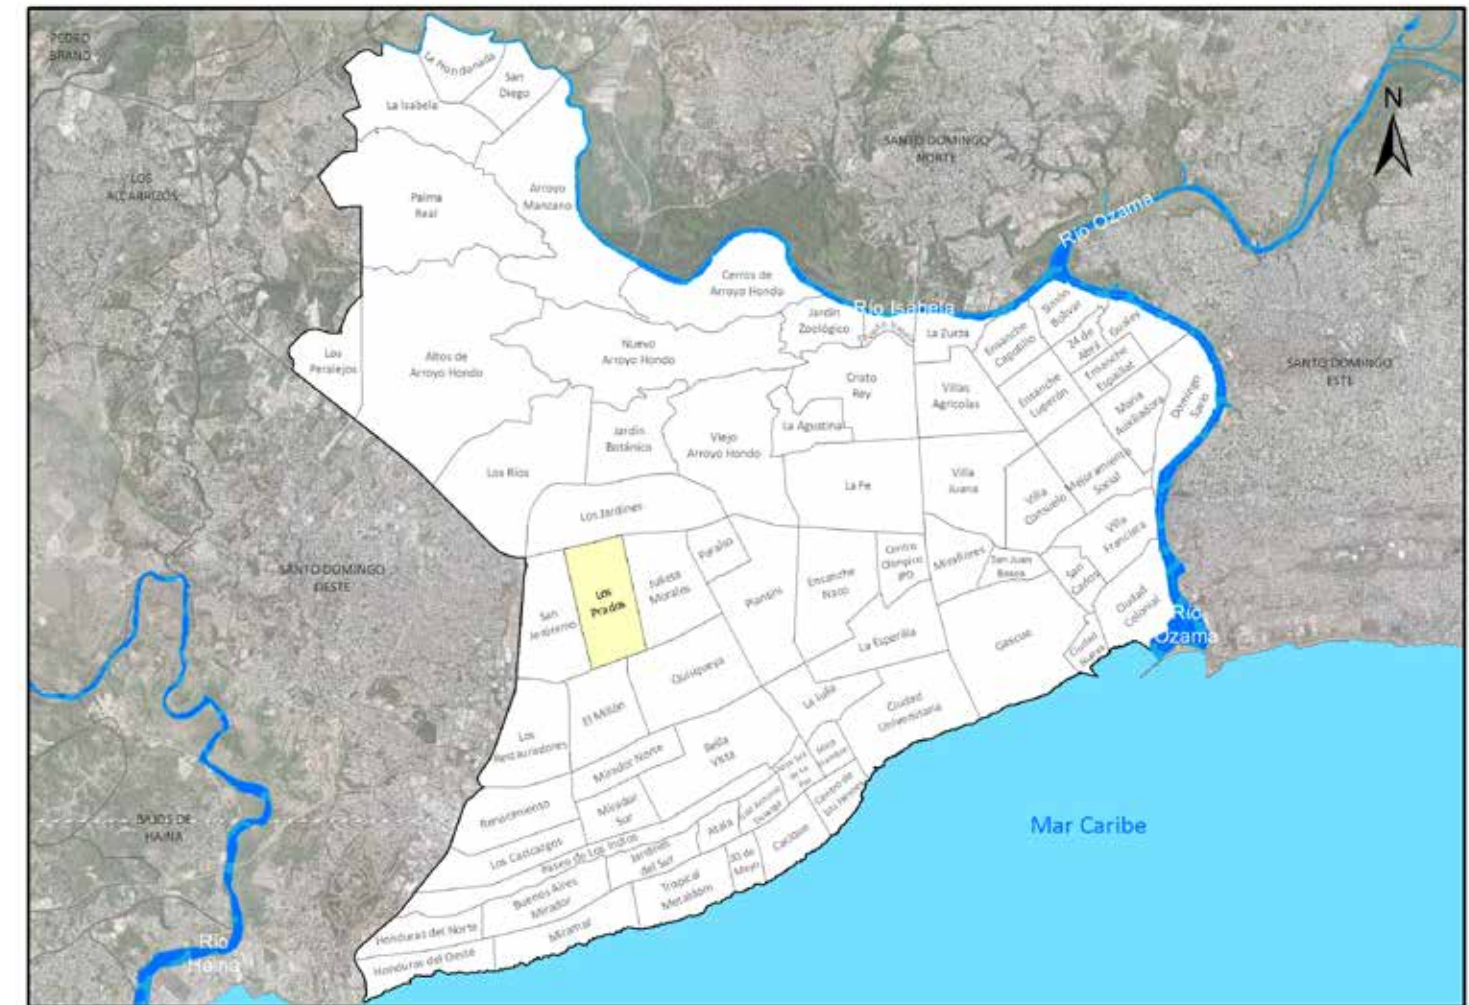 PEDRO
BRAND
La Hondonada
San
Diego
La Isabela
N
SANTO DOMINGO
NORTE
LOS
ALCARRIZOS
Palma
Real
Arroyo
Manzano
Río Ozama
Cerros de
Arroyo Hondo
Río Isabela
Jardín
Zoológico
La Zurza
Simón
Bolívar
24 de
Abril
Ensanche
Capotillo
Gualey
Ensanche
Espaillat
Ensanche
Luperón
María
Auxiliadora
Domingo
Savio
SANTO DOMINGO
ESTE
Los
Peralejos
Altos de
Arroyo Hondo
Nuevo
Arroyo Hondo
Cristo
Rey
Villas
Agrícolas
La Agustina
Jardín
Botánico
Viejo
Arroyo Hondo
Los Ríos
La Fe
Villa
Juana
Villa
Consuelo
Mejoramiento
Social
Villa
Francisca
Los Jardines
Paraíso
Centro
Olímpico
JPD
Miraflores
San Juan
Bosco
San
Carlos
Ciudad
Colonial
Río
Ozama
SANTO DOMINGO
OESTE
San
Jerónimo
Los
Prados
Julieta
Morales
Piantini
Ensanche
Naco
La Esperilla
Gascue
Ciudad
Nueva
Quisqueya
El Millón
La Julia
Ciudad
Universitaria
Los
Restauradores
Mirador Norte
Bella
Vista
Renacimiento
Mirador
Sur
Atala
Cacique
Los Cacicazgos
Paseo de Los Indios
Jardines
del Sur
30 de
Mayo
Tropical
Metaldom
Buenos Aires
Mirador
Honduras del Norte
Miramar
Honduras del Oeste
BAJOS DE
HAINA
Río
Haina
Mar Caribe